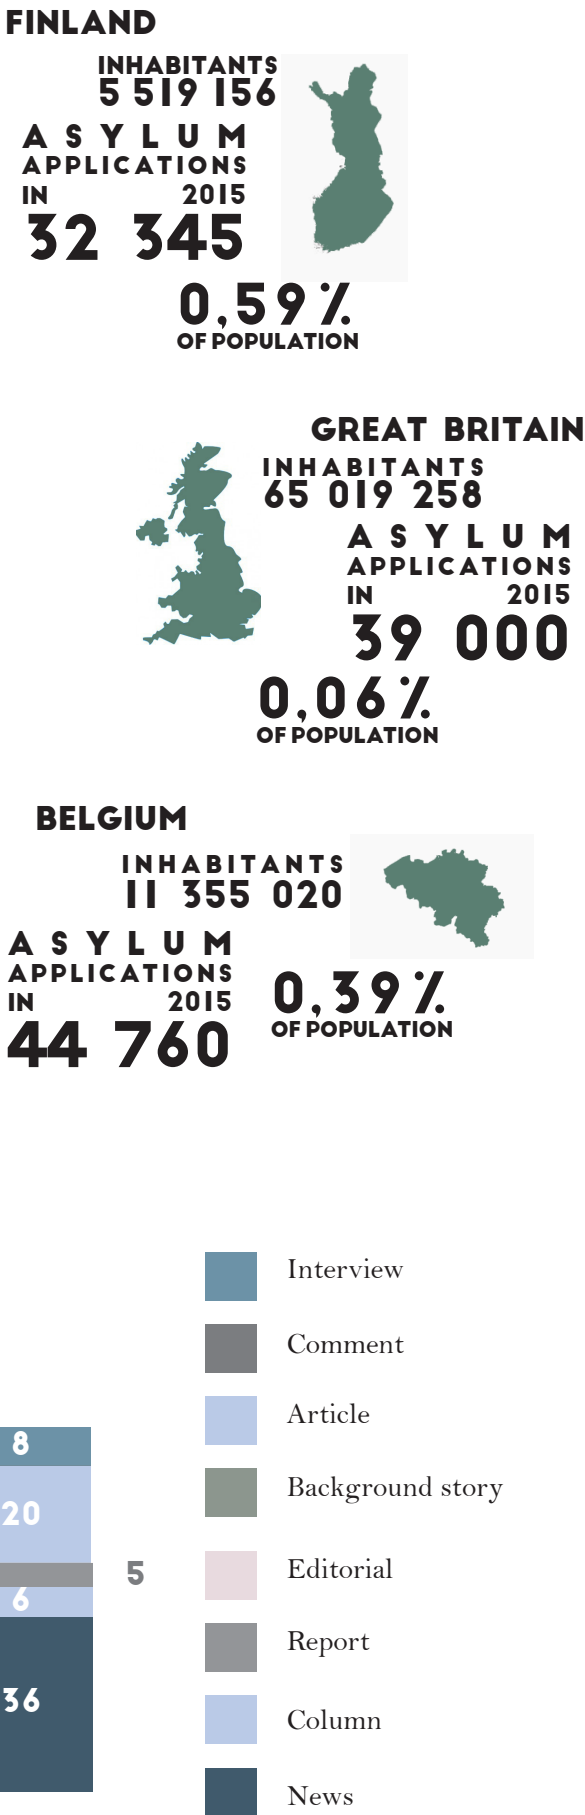 FINLAND
INHABITANTS
5 519 156
ASYLUM
APPLICATIONS
IN 2015
32 345
0,59%
OF POPULATION
GREAT BRITAIN
INHABITANTS
65 019 258
ASYLUM
APPLICATIONS
IN 2015
39 000
0,06%
OF POPULATION
BELGIUM
INHABITANTS
11 355 020
ASYLUM
APPLICATIONS
IN 2015
44 760
0,39%
OF POPULATION
Interview
Comment
Article
8
Background story
20
Editorial
5
6
Report
36
Column
News